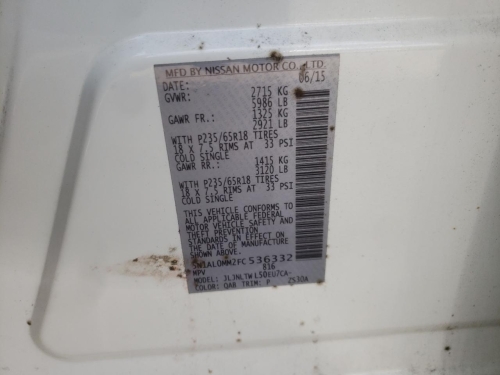 MFD BY NISSAN MOTOR CO., LTD.
DATE: 06/15
GVWR: 2715 KG
5986 LB
GAWR FR.: 1325 KG
2921 LB
WITH P235/65R18 TIRES
18 X 7.5 RIMS AT 33 PSI
COLD SINGLE
GAWR RR.: 1415 KG
3120 LB
WITH P235/65R18 TIRES
18 X 7.5 RIMS AT 33 PSI
COLD SINGLE
THIS VEHICLE CONFORMS TO
ALL APPLICABLE FEDERAL
MOTOR VEHICLE SAFETY AND
THEFT PREVENTION
STANDARDS IN EFFECT ON
THE DATE OF MANUFACTURE
SHOWN ABOVE.
5N1AL0MM2FC536332
MPV 816
MODEL: JLJNLTWL50EU7CA-
COLOR: QAB TRIM: P